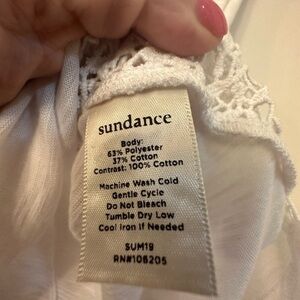 sundance
Body:
63% Polyester
37% Cotton
Contrast: 100% Cotton
Machine Wash Cold
Gentle Cycle
Do Not Bleach
Tumble Dry Low
Cool Iron If Needed
SUM19
RN#106205